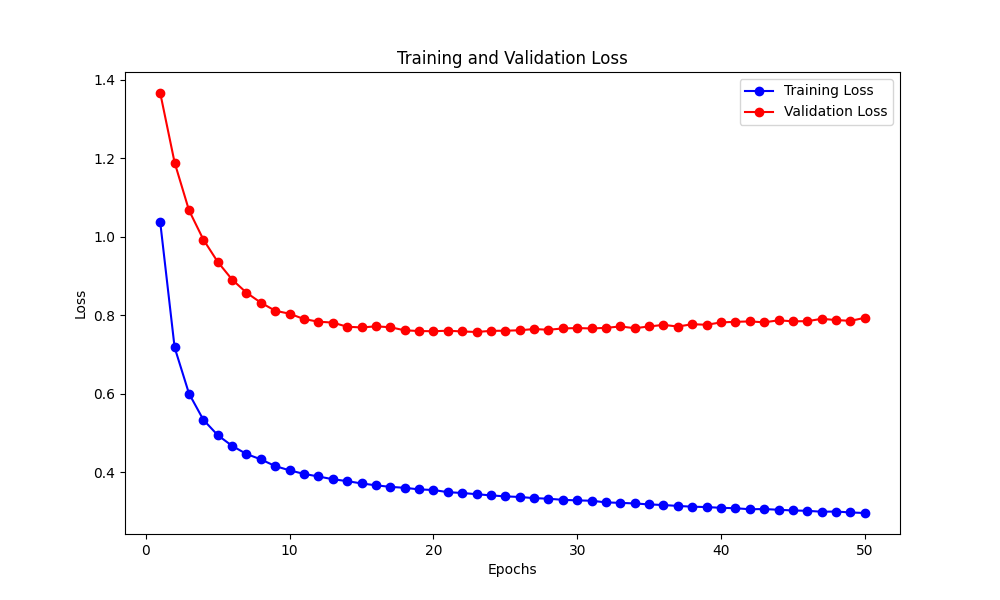 Training and Validation Loss
Training Loss
Validation Loss
1.4
1.2
1.0
0.8
0.6
0.4
Loss
0 10 20 30 40 50
Epochs